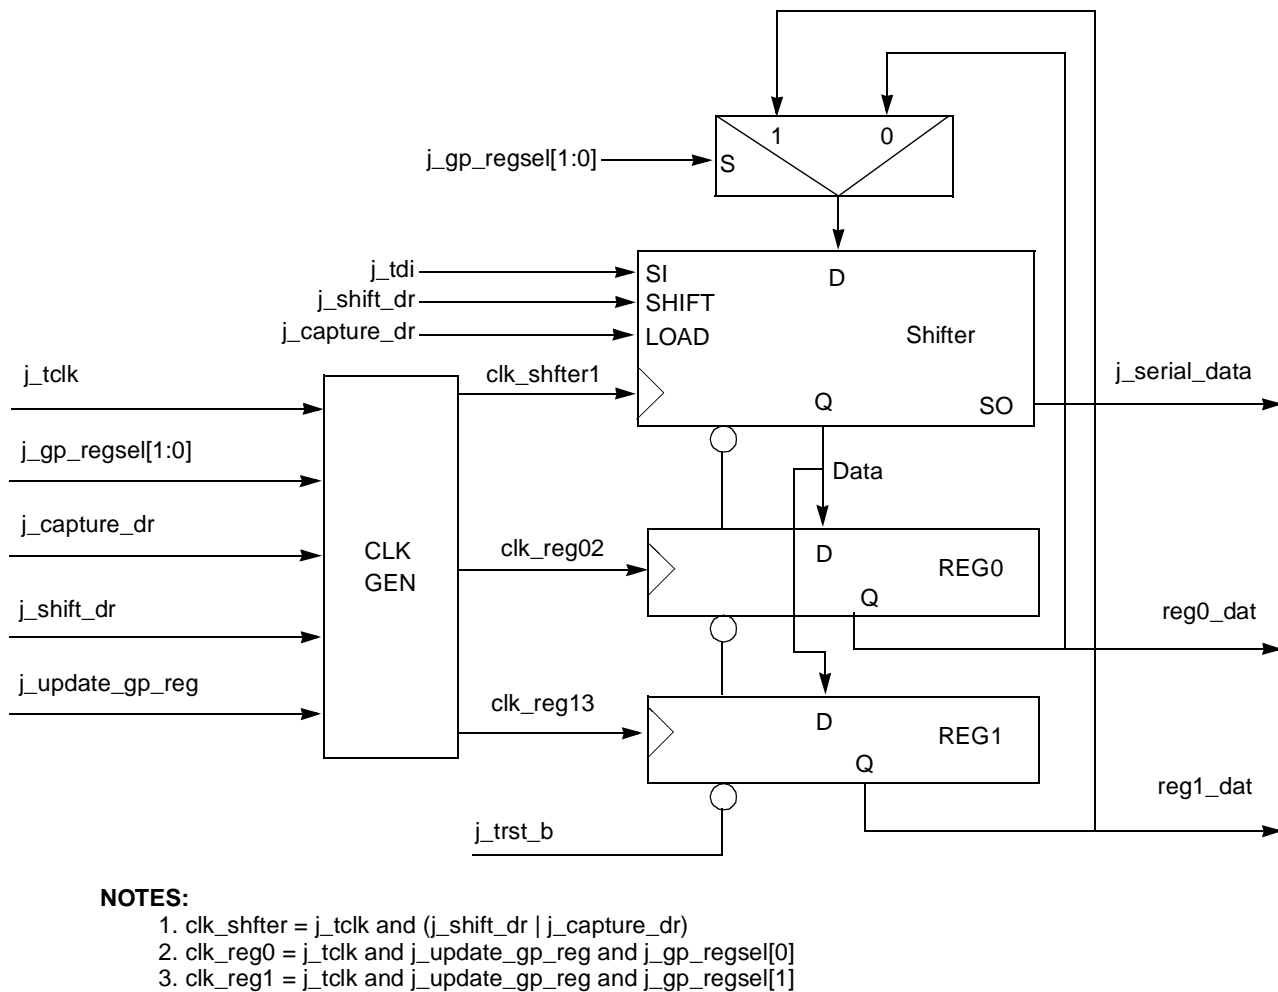 1 0
j_gp_regsel[1:0]
S
j_tdi
SI
D
j_shift_dr
SHIFT
j_capture_dr
LOAD
Shifter
j_tclk
clk_shfter1
j_serial_data
Q
SO
j_gp_regsel[1:0]
Data
j_capture_dr
CLK
GEN
clk_reg02
D
REG0
Q
j_shift_dr
reg0_dat
j_update_gp_reg
clk_reg13
D
REG1
Q
reg1_dat
j_trst_b
NOTES:
1. clk_shfter = j_tclk and (j_shift_dr | j_capture_dr)
2. clk_reg0 = j_tclk and j_update_gp_reg and j_gp_regsel[0]
3. clk_reg1 = j_tclk and j_update_gp_reg and j_gp_regsel[1]